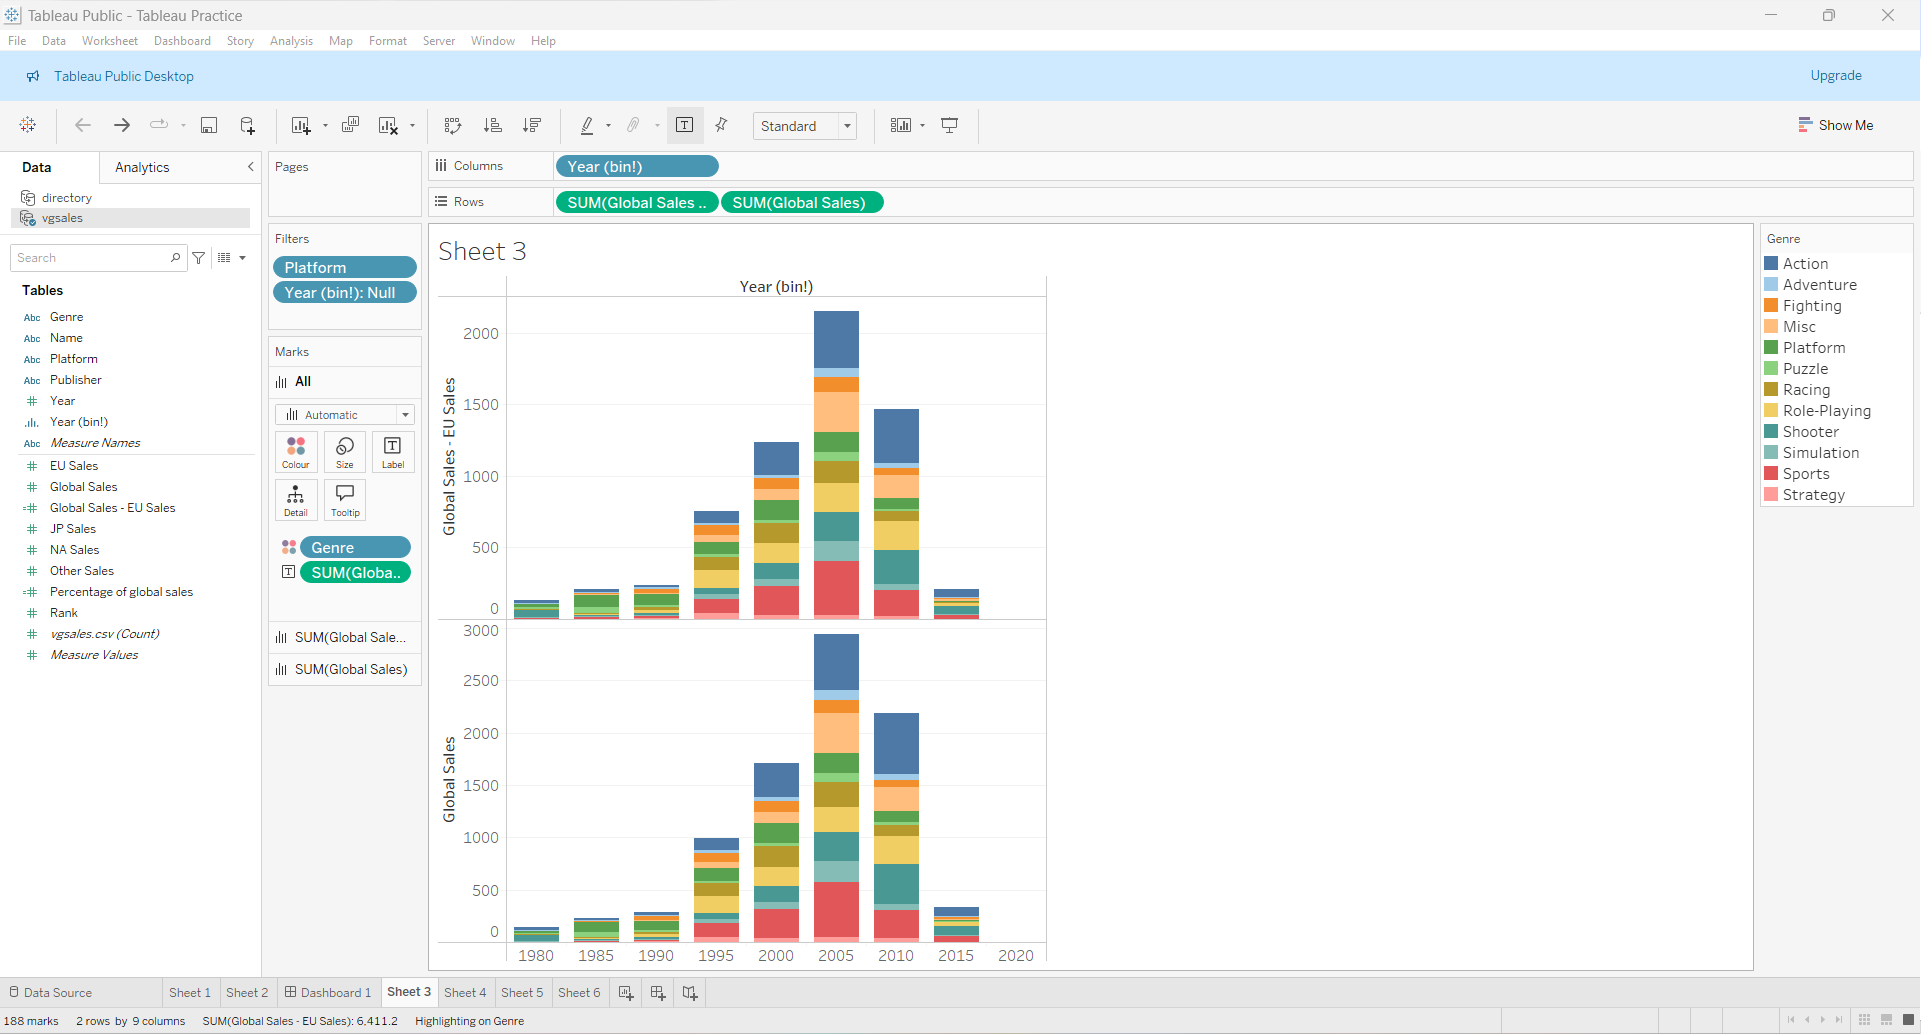 Tableau Public - Tableau Practice
File Data Worksheet Dashboard Story Analysis Map Format Server Window Help
Tableau Public Desktop
Upgrade
Standard
Show Me
Data
Analytics
directory
vgsales
Search
Tables
Abc Genre
Abc Name
Abc Platform
Abc Publisher
# Year
Year (bin!)
Abc Measure Names
# EU Sales
# Global Sales
=# Global Sales - EU Sales
# JP Sales
# NA Sales
# Other Sales
=# Percentage of global sales
# Rank
# vgsales.csv (Count)
# Measure Values
Pages
Filters
Platform
Year (bin!): Null
Marks
All
Automatic
Colour Size Label
Detail Tooltip
Genre
SUM(Globa..
SUM(Global Sale...
SUM(Global Sales)
Columns
Year (bin!)
Rows
SUM(Global Sales .. SUM(Global Sales)
Sheet 3
Year (bin!)
Global Sales - EU Sales
2000
1500
1000
500
0
Global Sales
3000
2500
2000
1500
1000
500
0
1980 1985 1990 1995 2000 2005 2010 2015 2020
Genre
Action
Adventure
Fighting
Misc
Platform
Puzzle
Racing
Role-Playing
Shooter
Simulation
Sports
Strategy
Data Source Sheet 1 Sheet 2 Dashboard 1 Sheet 3 Sheet 4 Sheet 5 Sheet 6
188 marks 2 rows by 9 columns SUM(Global Sales - EU Sales): 6,411.2 Highlighting on Genre